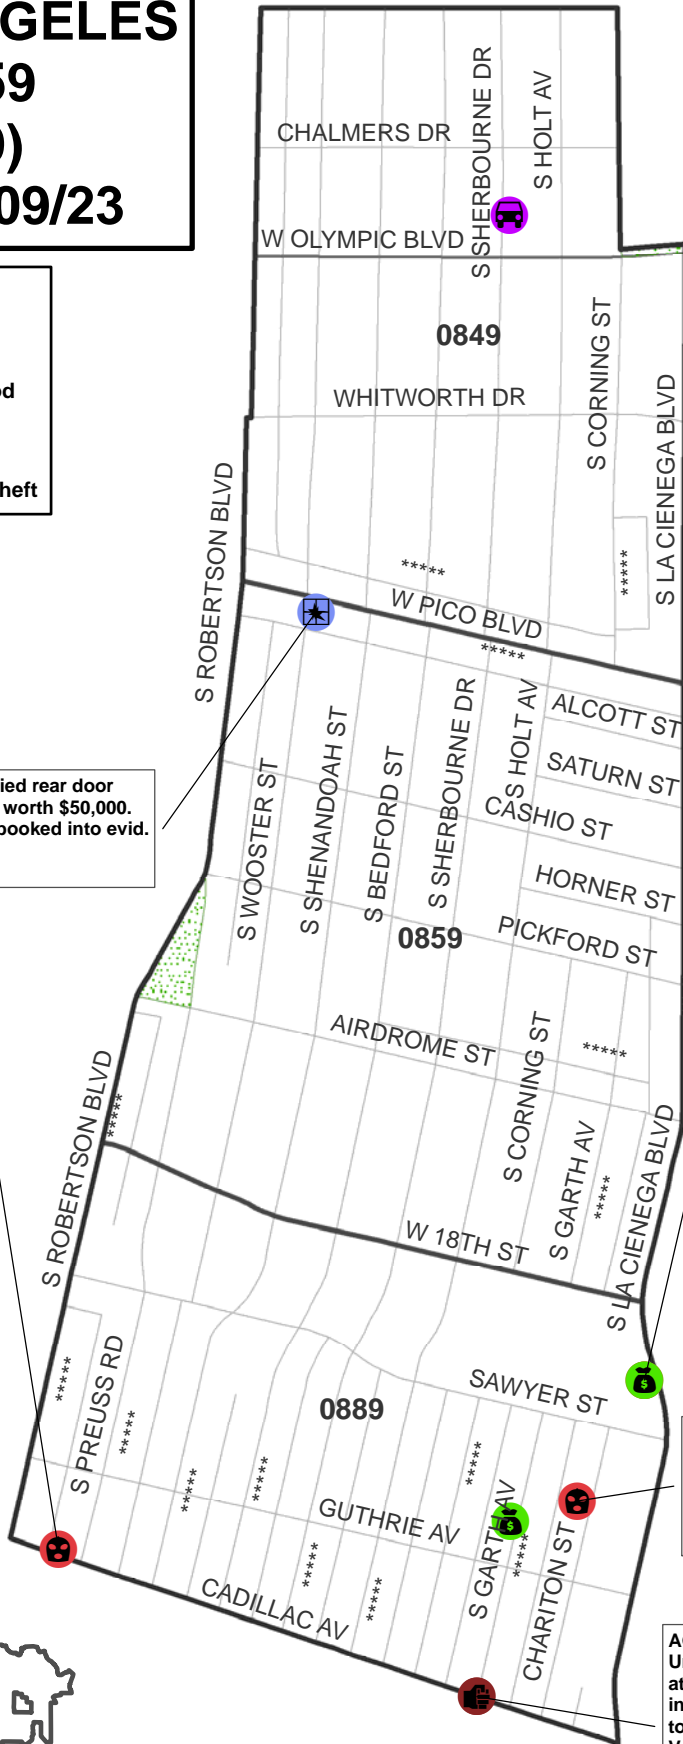 GELES
59
)
09/23
od
heft
CHALMERS DR
S SHERBOURNE DR
S HOLT AV
W OLYMPIC BLVD
0849
S CORNING ST
WHITWORTH DR
S LA CIENEGA BLVD
S ROBERTSON BLVD
*****
*****
W PICO BLVD
*****
ALCOTT ST
S HOLT AV
SATURN ST
S SHERBOURNE DR
S SHENANDOAH ST
S BEDFORD ST
S WOOSTER ST
CASHIO ST
ied rear door
worth $50,000.
booked into evid.
HORNER ST
PICKFORD ST
0859
AIRDROME ST
S CORNING ST
*****
S ROBERTSON BLVD
*****
S GARTH AV
*****
S LA CIENEGA BLVD
W 18TH ST
SAWYER ST
*****
S PREUSS RD
*****
0889
*****
*****
*****
S GARTH AV
GUTHRIE AV
*****
CHARITON ST
*****
*****
CADILLAC AV
$
$
at
in
to